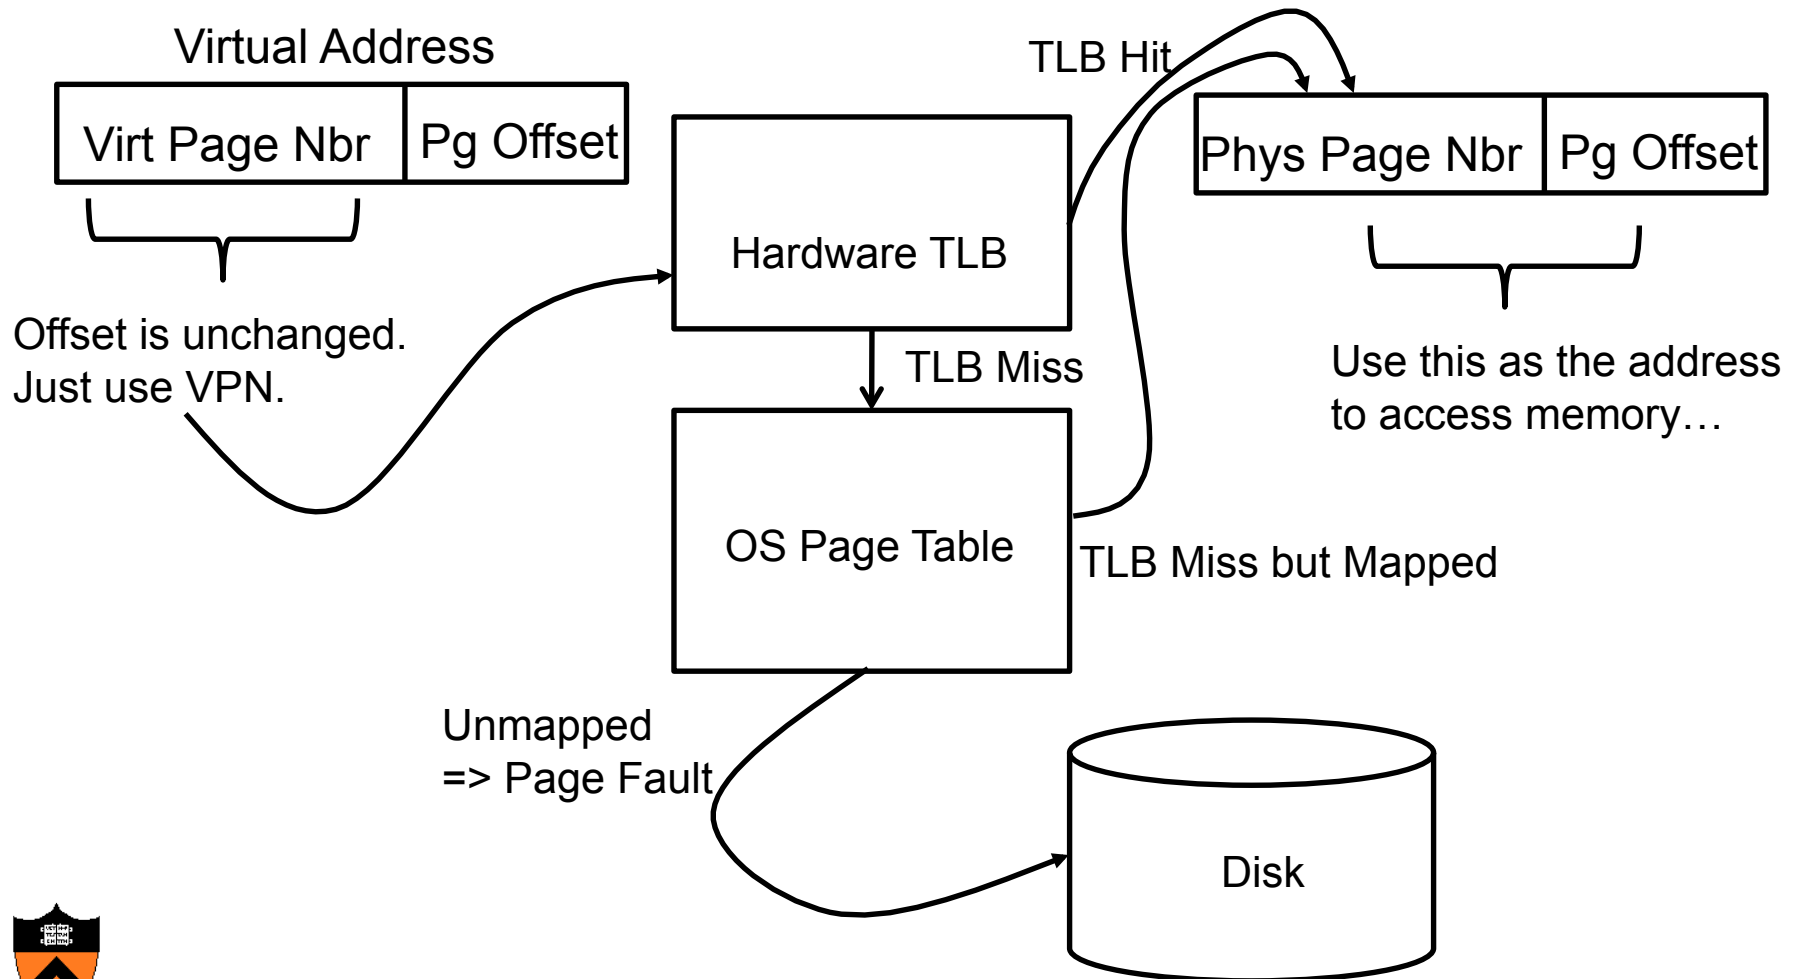 Virtual Address
TLB Hit
Virt Page Nbr
Pg Offset
Phys Page Nbr
Pg Offset
Hardware TLB
Offset is unchanged.
Just use VPN.
TLB Miss
Use this as the address
to access memory…
OS Page Table
TLB Miss but Mapped
Unmapped
=> Page Fault
Disk